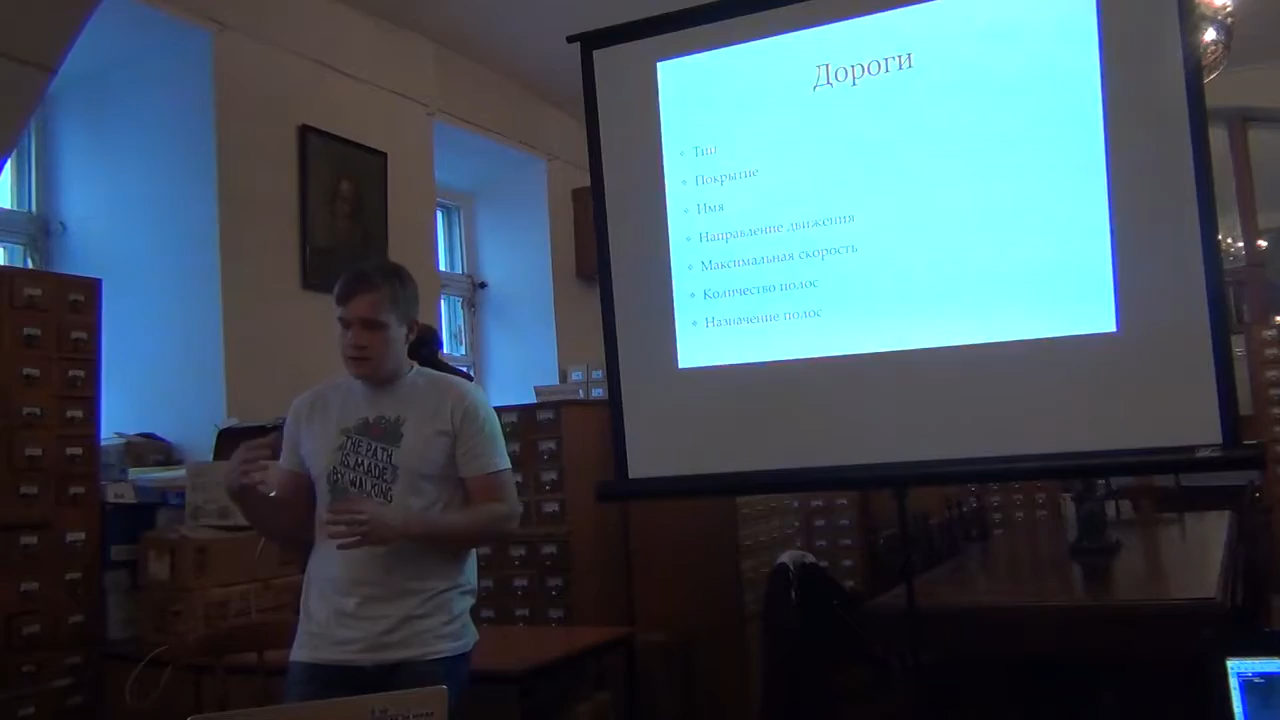 Дороги
Тип
Покрытие
Имя
Направление движения
Максимальная скорость
Количество полос
Назначение полос
THE PATH
IS MADE
BY WALKING